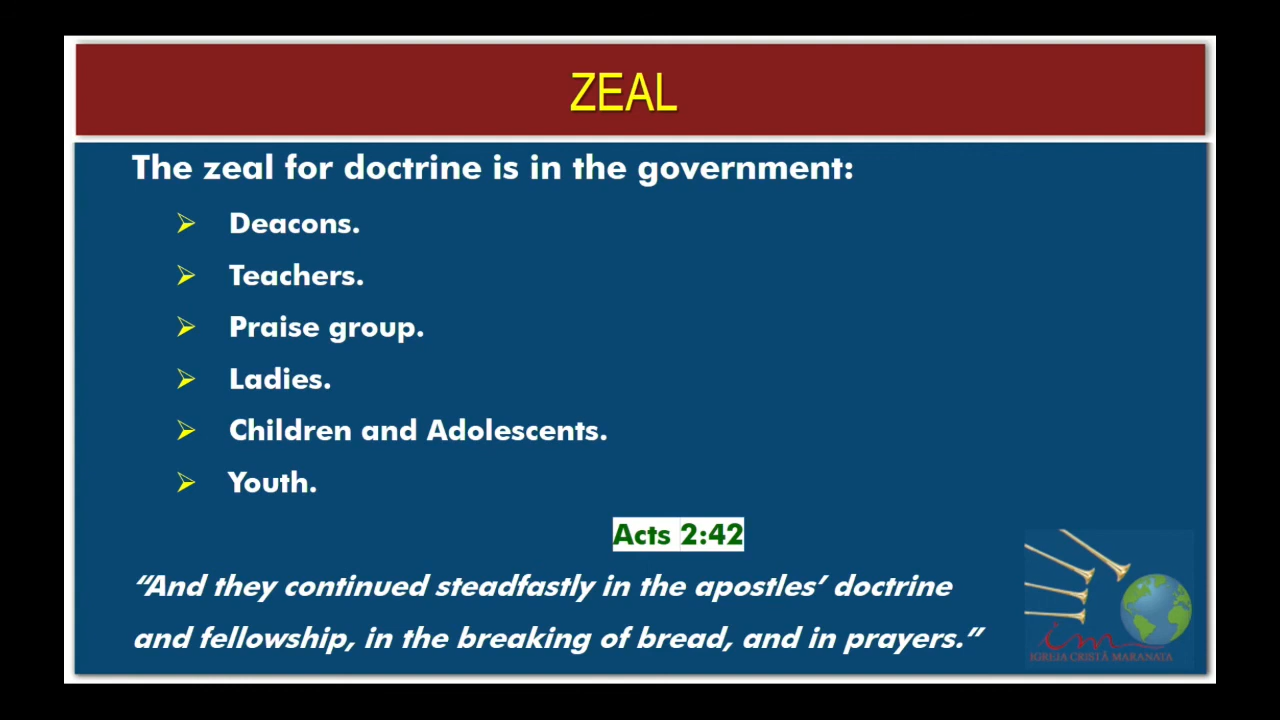 ZEAL
The zeal for doctrine is in the government:
➢ Deacons.
➢ Teachers.
➢ Praise group.
➢ Ladies.
➢ Children and Adolescents.
➢ Youth.
Acts 2:42
“And they continued steadfastly in the apostles’ doctrine
and fellowship, in the breaking of bread, and in prayers.”
icm
IGREJA CRISTÃ MARANATA